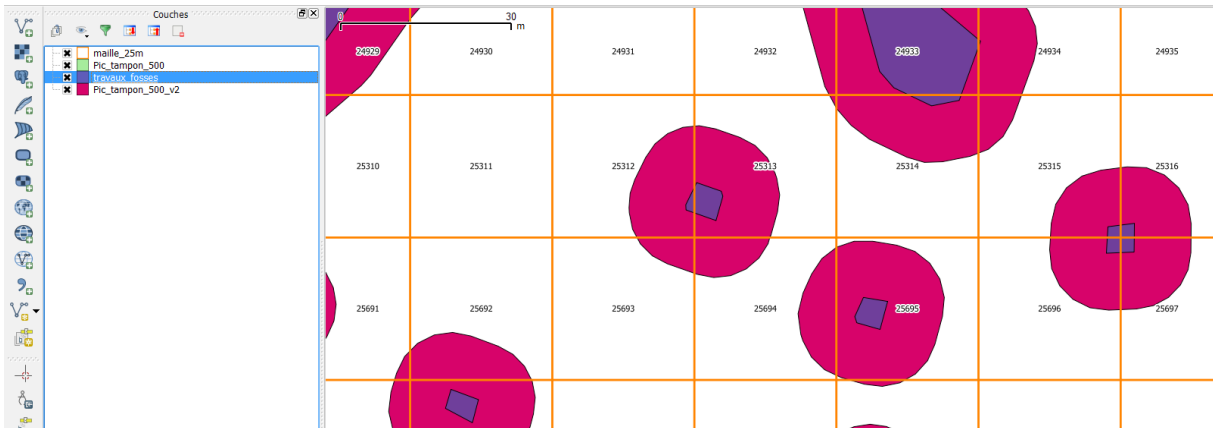 Couches
maille_25m
Pic_tampon_500
travaux_fosses
Pic_tampon_500_v2
0 30
m
24929 24930 24931 24932 24933 24934 24935
25310 25311 25312 25313 25314 25315 25316
25691 25692 25693 25694 25695 25696 25697